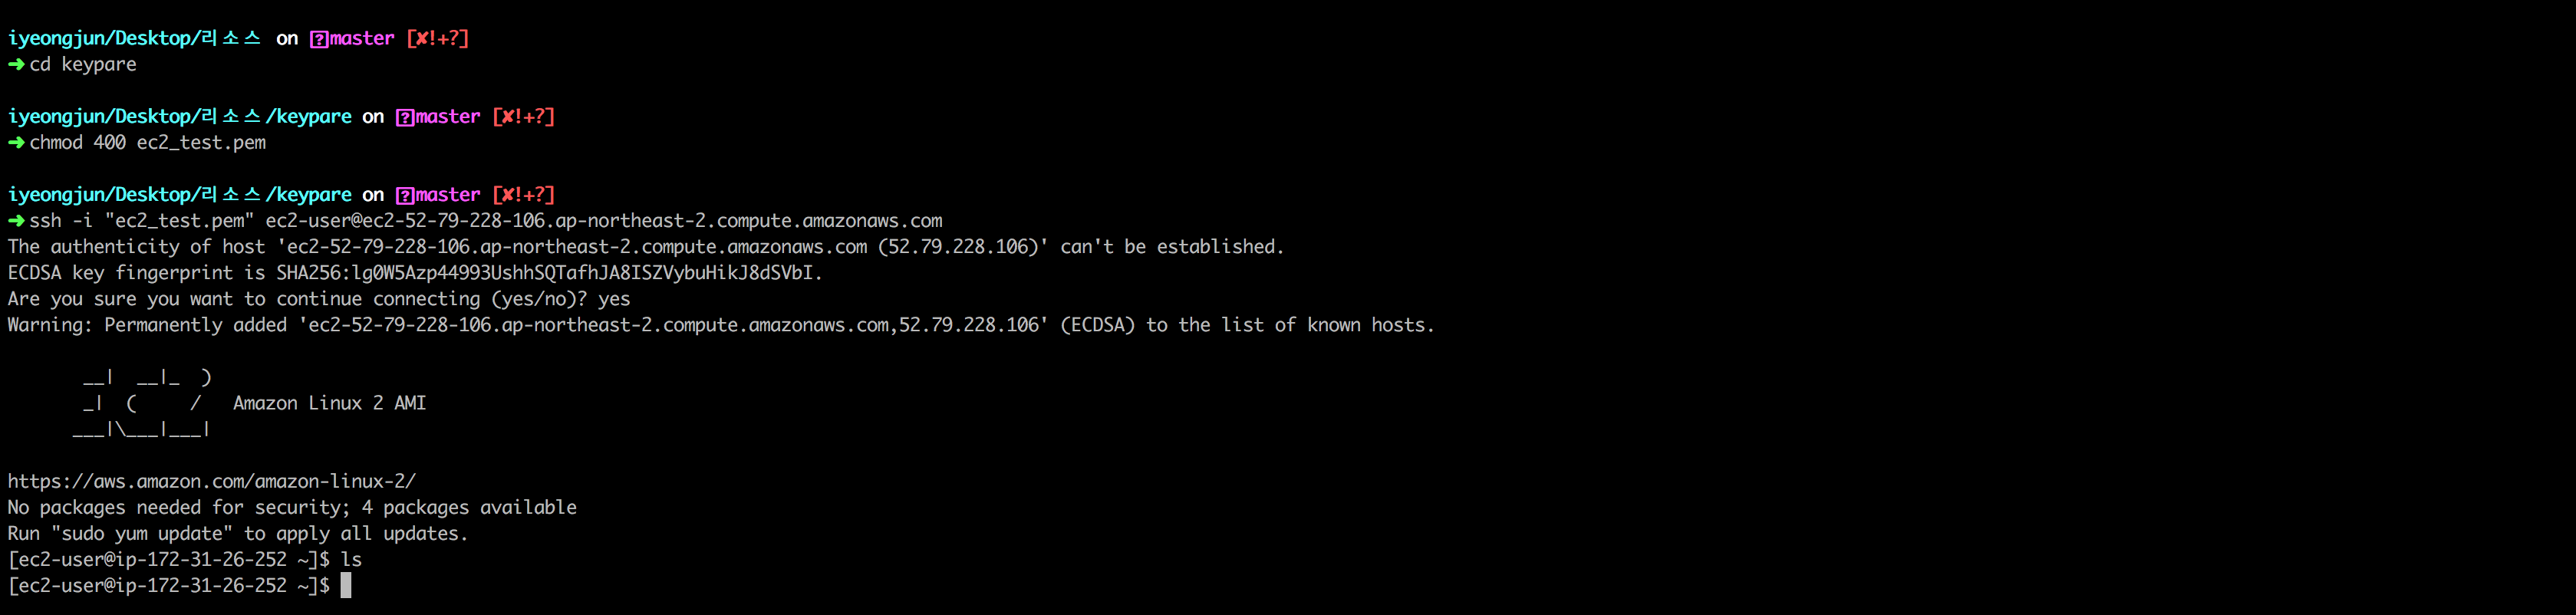 iyeongjun/Desktop/리소스 on ?master [✘!+?]
➜ cd keypare
iyeongjun/Desktop/리소스/keypare on ?master [✘!+?]
➜ chmod 400 ec2_test.pem
iyeongjun/Desktop/리소스/keypare on ?master [✘!+?]
➜ ssh -i "ec2_test.pem" ec2-user@ec2-52-79-228-106.ap-northeast-2.compute.amazonaws.com
The authenticity of host 'ec2-52-79-228-106.ap-northeast-2.compute.amazonaws.com (52.79.228.106)' can't be established.
ECDSA key fingerprint is SHA256:lg0W5Azp44993UshhSQTafhJA8ISZVybuHikJ8dSVbI.
Are you sure you want to continue connecting (yes/no)? yes
Warning: Permanently added 'ec2-52-79-228-106.ap-northeast-2.compute.amazonaws.com,52.79.228.106' (ECDSA) to the list of known hosts.
       __|  __|_  )
       _|  (     /   Amazon Linux 2 AMI
      ___|\___|___|
https://aws.amazon.com/amazon-linux-2/
No packages needed for security; 4 packages available
Run "sudo yum update" to apply all updates.
[ec2-user@ip-172-31-26-252 ~]$ ls
[ec2-user@ip-172-31-26-252 ~]$